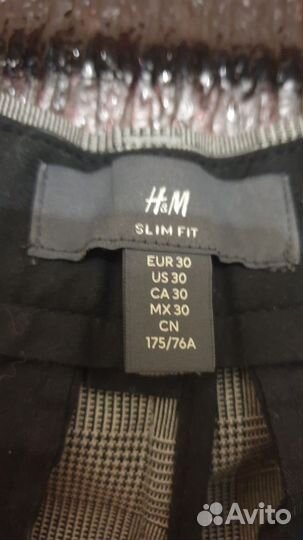 H&M
SLIM FIT
EUR 30
US 30
CA 30
MX 30
CN
175/76A
Avito